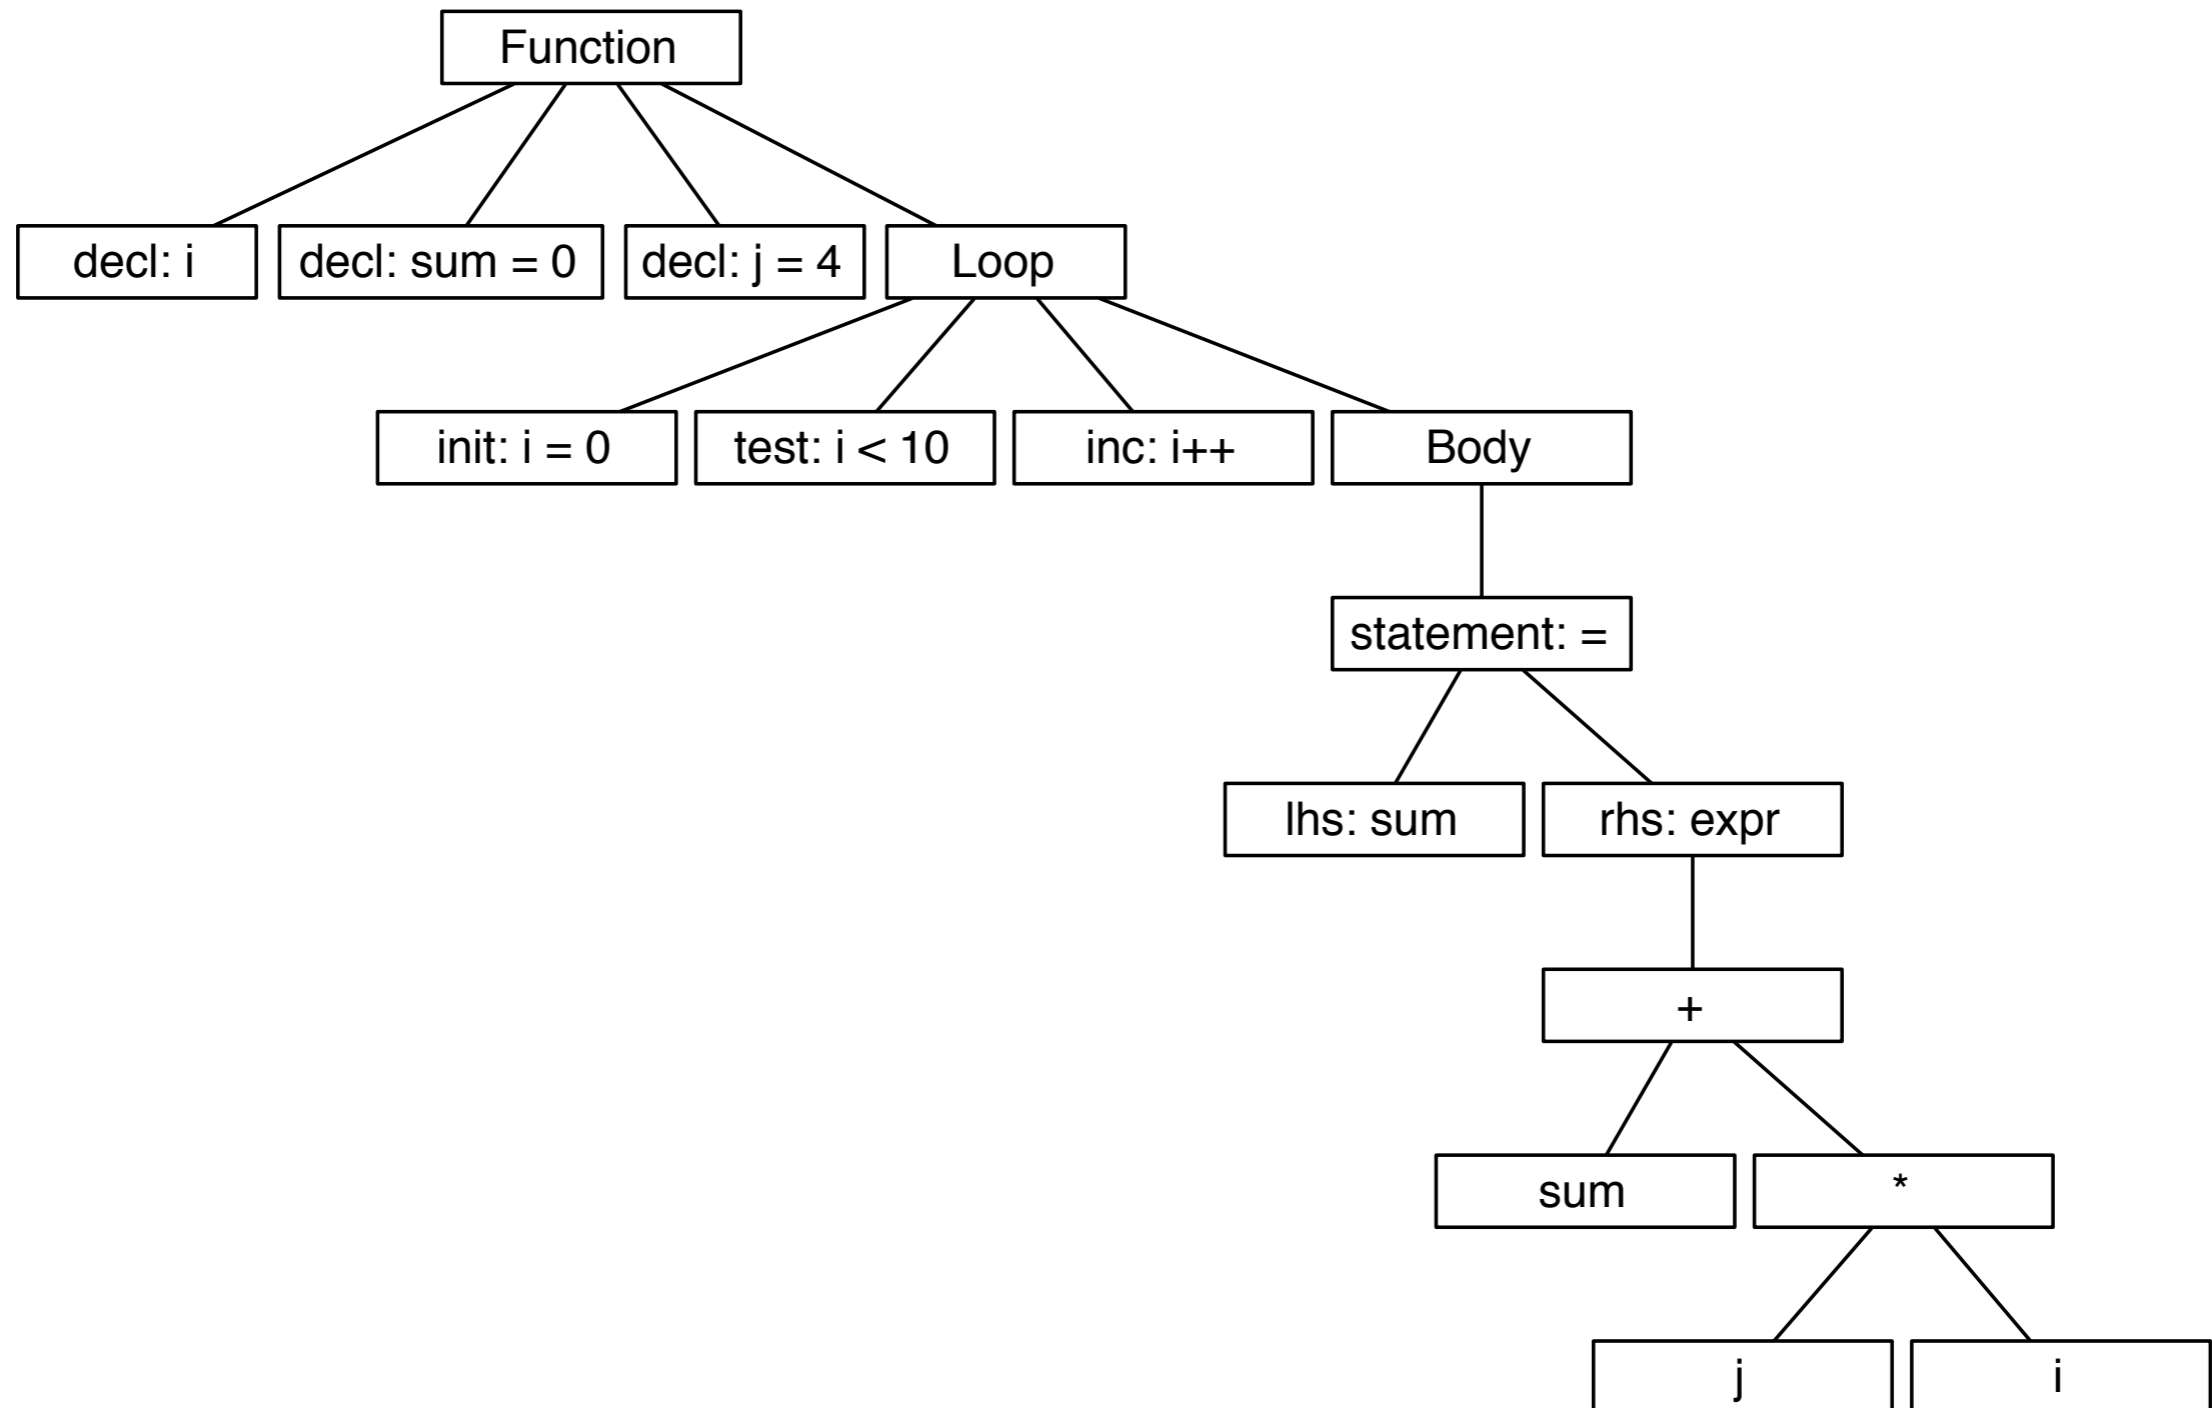 Function
decl: i
decl: sum = 0
decl: j = 4
Loop
init: i = 0
test: i < 10
inc: i++
Body
statement: =
lhs: sum
rhs: expr
+
sum
*
j
i